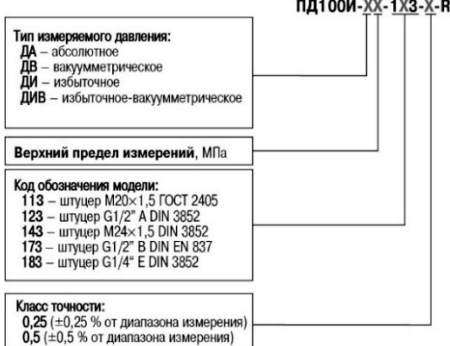 ПД100И-ХХ-1Х3-Х-R
Тип измеряемого давления:
ДА – абсолютное
ДВ – вакуумметрическое
ДИ – избыточное
ДИВ – избыточное-вакуумметрическое
Верхний предел измерений, МПа
Код обозначения модели:
113 – штуцер М20×1,5 ГОСТ 2405
123 – штуцер G1/2" A DIN 3852
143 – штуцер М24×1,5 DIN 3852
173 – штуцер G1/2" B DIN EN 837
183 – штуцер G1/4" E DIN 3852
Класс точности:
0,25 (±0,25 % от диапазона измерения)
0,5 (±0,5 % от диапазона измерения)